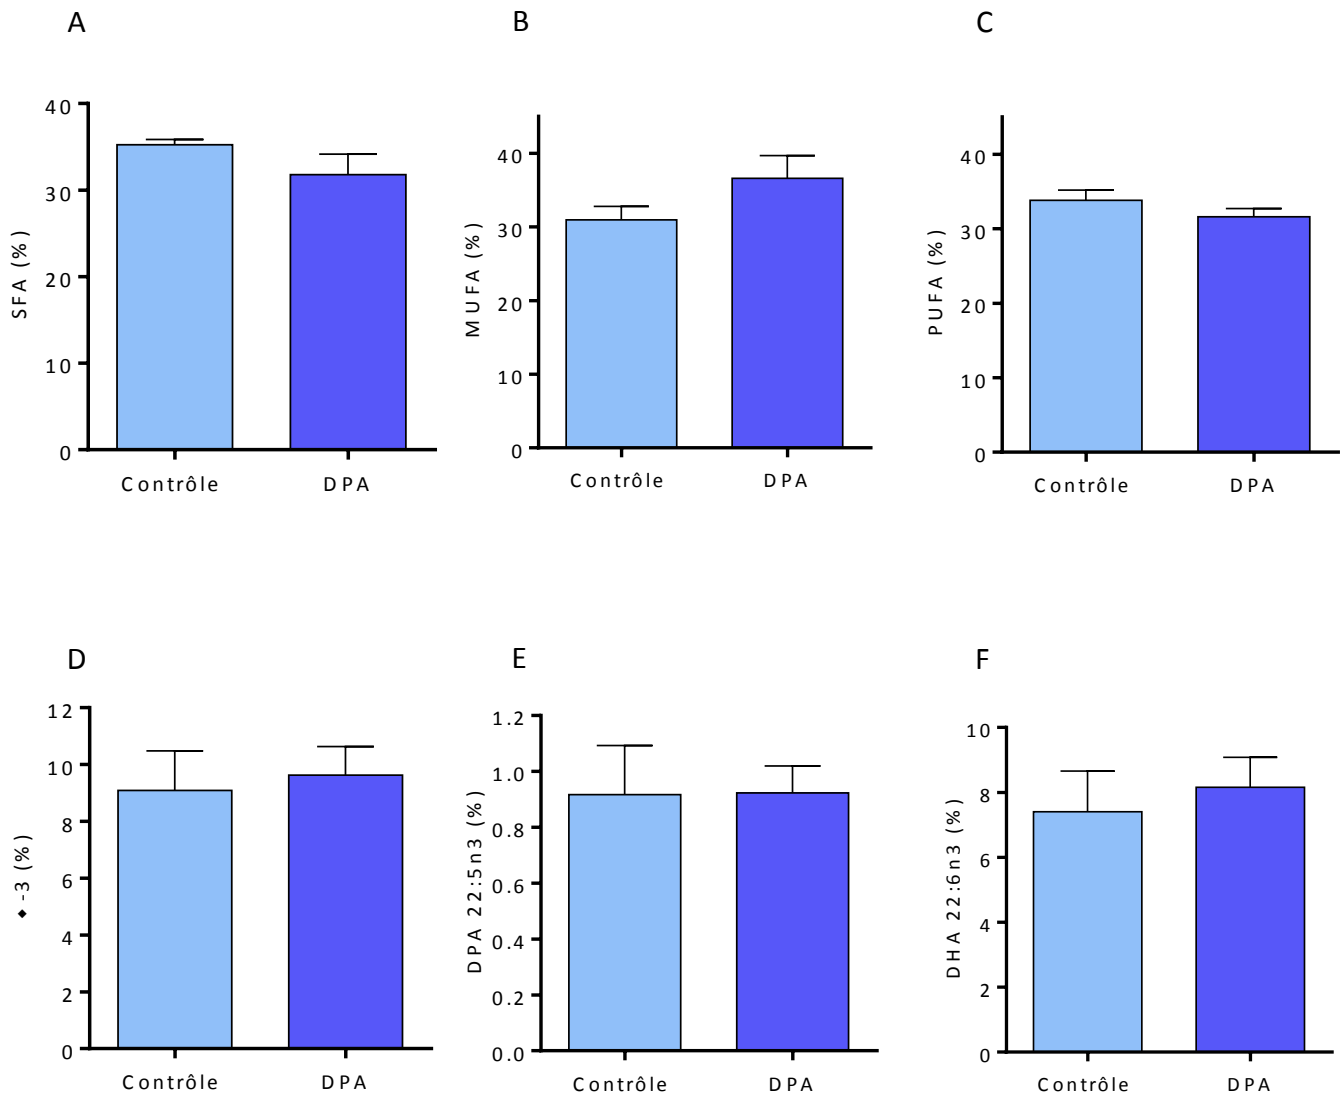 A
SFA (%)
40
30
20
10
0
Contrôle DPA
B
MUFA (%)
40
30
20
10
0
Contrôle DPA
C
PUFA (%)
40
30
20
10
0
Contrôle DPA
D
◆ -3 (%)
12
10
8
6
4
2
0
Contrôle DPA
E
DPA 22:5n3 (%)
1.2
1.0
0.8
0.6
0.4
0.2
0.0
Contrôle DPA
F
DHA 22:6n3 (%)
10
8
6
4
2
0
Contrôle DPA